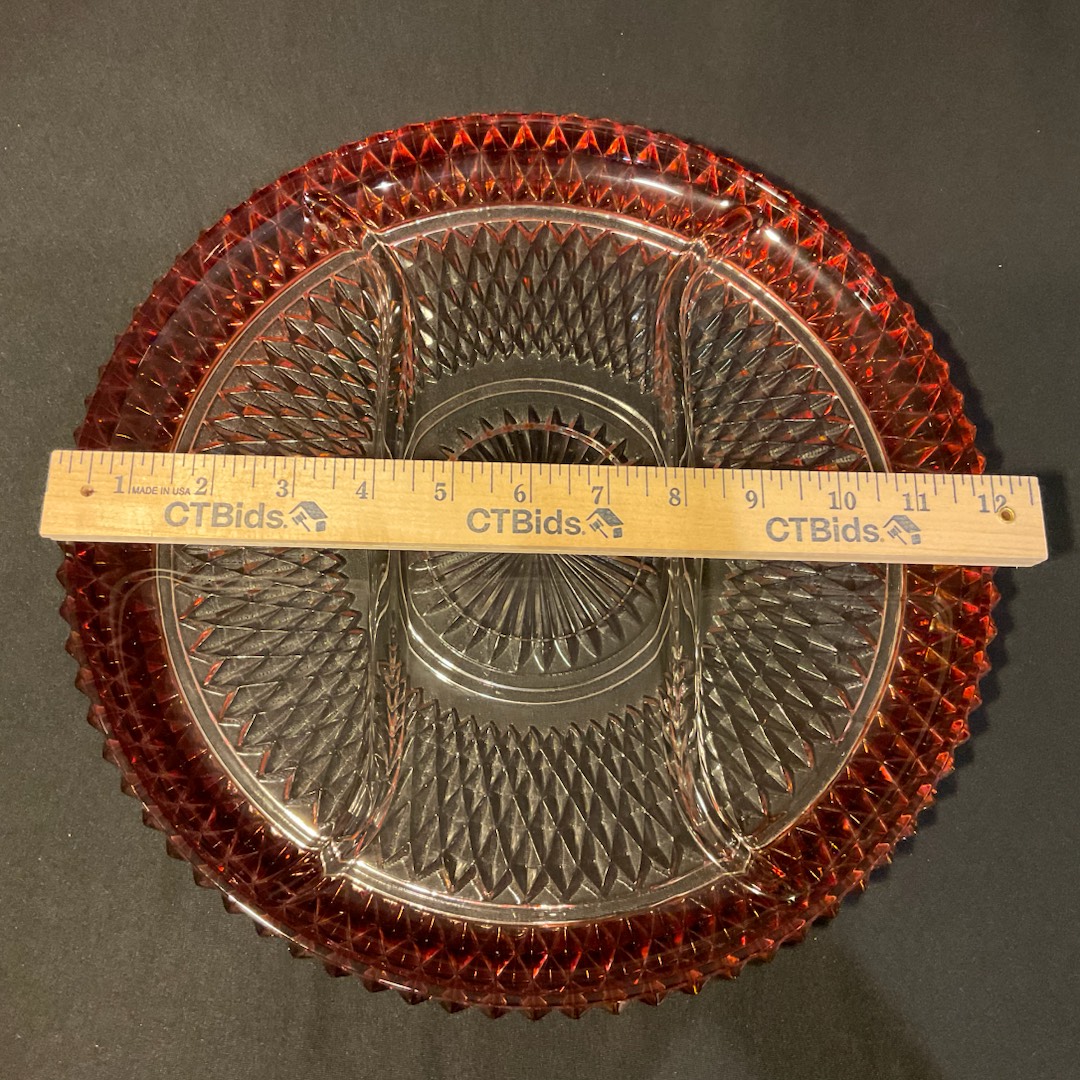 1 MADE IN USA 2 3 4 5 6 7 8 9 10 11 12
CTBids. CTBids. CTBids.